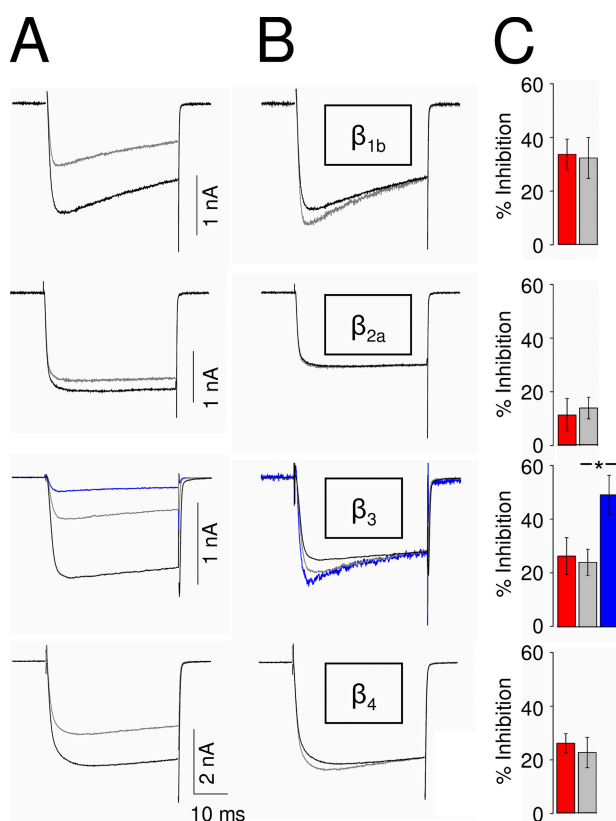 A B C
β1b
1 nA
% Inhibition
60
40
20
0
β2a
1 nA
% Inhibition
60
40
20
0
β3
1 nA
% Inhibition
60
40
20
0
*
β4
2 nA
10 ms
% Inhibition
60
40
20
0